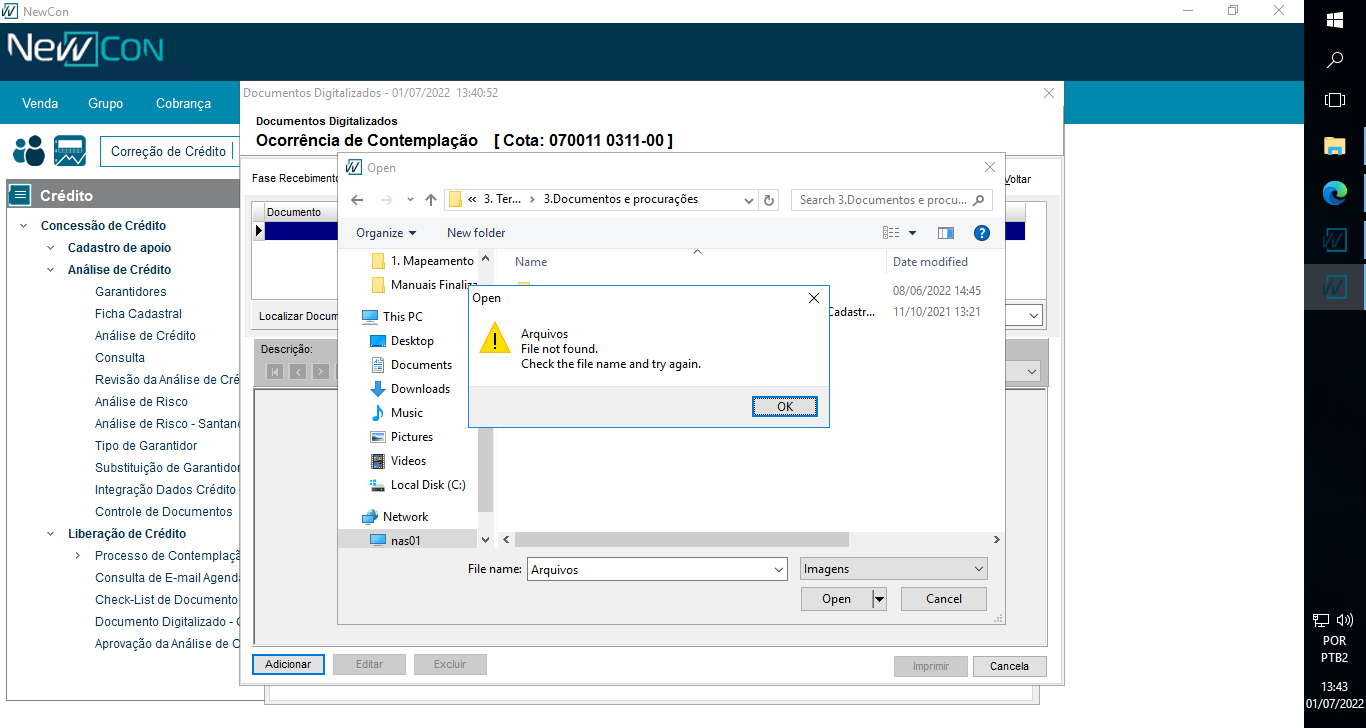 NewCon
NewCon
Venda
Grupo
Cobrança
Correção de Crédito
Crédito
Concessão de Crédito
Cadastro de apoio
Análise de Crédito
Garantidores
Ficha Cadastral
Análise de Crédito
Consulta
Revisão da Análise de Cré
Análise de Risco
Análise de Risco - Santand
Tipo de Garantidor
Substituição de Garantidor
Integração Dados Crédito -
Controle de Documentos
Liberação de Crédito
Processo de Contemplaçã
Consulta de E-mail Agenda
Check-List de Documento
Documento Digitalizado - C
Aprovação da Análise de C
Documentos Digitalizados - 01/07/2022 13:40:52
Documentos Digitalizados
Ocorrência de Contemplação [ Cota: 070011 0311-00 ]
Fase Recebimento
Voltar
Documento
Localizar Docum
Descrição:
Open
« 3. Ter... › 3.Documentos e procurações
Search 3.Documentos e procu...
Organize
New folder
?
1. Mapeamento
Manuais Finaliza
This PC
Desktop
Documents
Downloads
Music
Pictures
Videos
Local Disk (C:)
Network
nas01
Name
Date modified
08/06/2022 14:45
Cadastr...
11/10/2021 13:21
Open
Arquivos
File not found.
Check the file name and try again.
OK
File name:
Arquivos
Imagens
Open
Cancel
Adicionar
Editar
Excluir
Imprimir
Cancela
POR
PTB2
13:43
01/07/2022